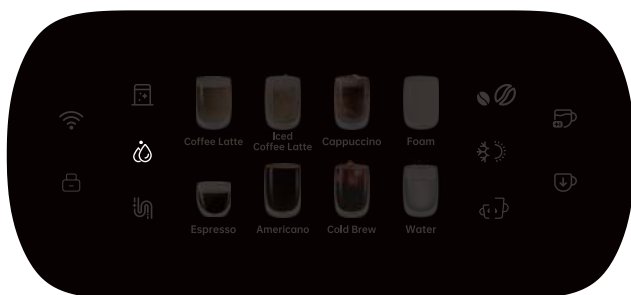 Coffee Latte
Iced
Coffee Latte
Cappuccino
Foam
Espresso
Americano
Cold Brew
Water